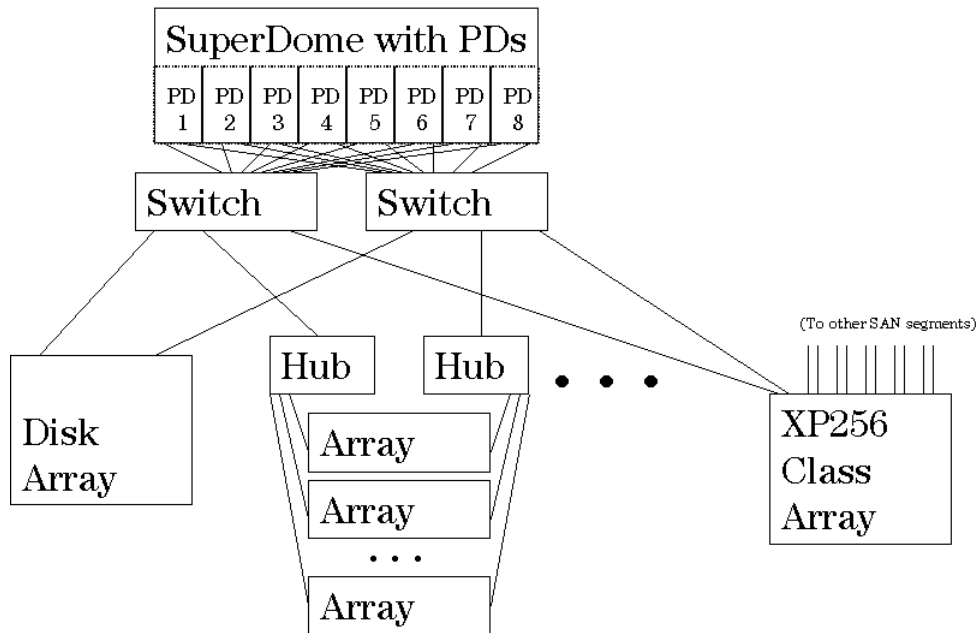 SuperDome with PDs
PD PD PD PD PD PD PD PD
1 2 3 4 5 6 7 8
Switch
Switch
(To other SAN segments)
Hub
Hub
Disk
Array
Array
Array
Array
XP256
Class
Array